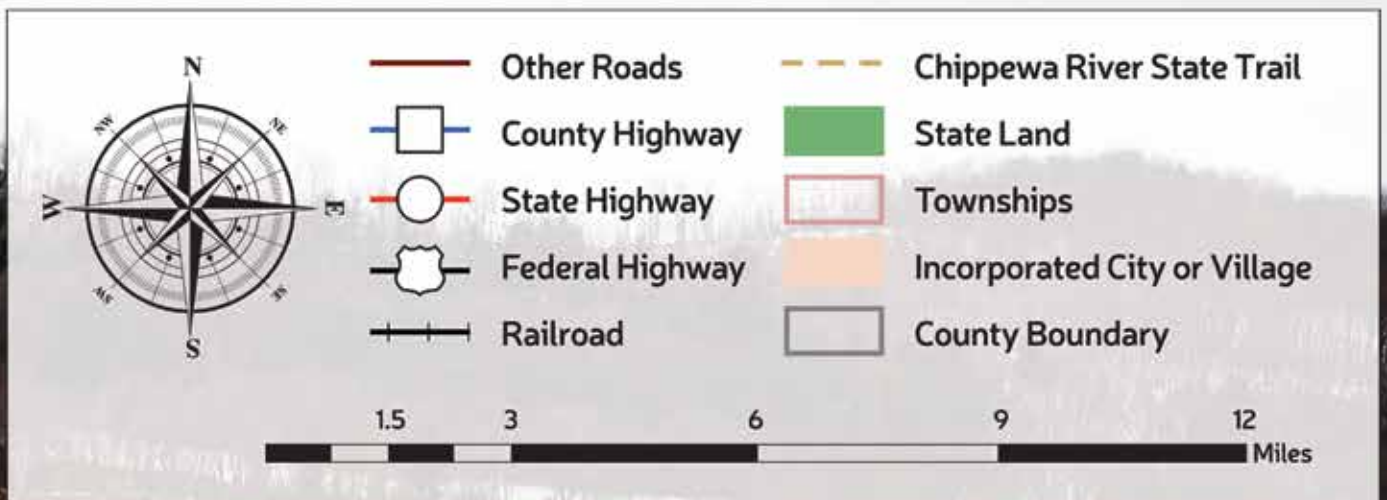 N
NW
NE
W
E
SW
SE
S
Other Roads
County Highway
State Highway
Federal Highway
Railroad
Chippewa River State Trail
State Land
Townships
Incorporated City or Village
County Boundary
1.5 3 6 9 12
Miles